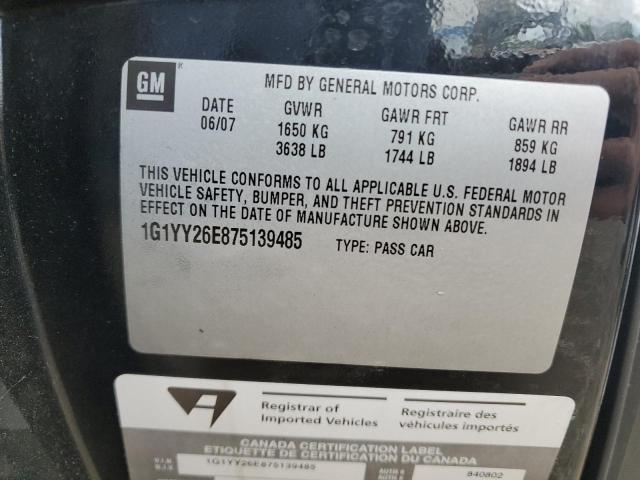 GM
MFD BY GENERAL MOTORS CORP.
DATE GVWR GAWR FRT GAWR RR
06/07 1650 KG 791 KG 859 KG
3638 LB 1744 LB 1894 LB
THIS VEHICLE CONFORMS TO ALL APPLICABLE U.S. FEDERAL MOTOR
VEHICLE SAFETY, BUMPER, AND THEFT PREVENTION STANDARDS IN
EFFECT ON THE DATE OF MANUFACTURE SHOWN ABOVE.
1G1YY26E875139485 TYPE: PASS CAR
Registrar of Registraire des
Imported Vehicles véhicules importés
CANADA CERTIFICATION LABEL
ETIQUETTE DE CERTIFICATION DU CANADA
V.I.N. 1G1YY26E875139485 AUTH # 840802
N.I.V. AUTO #